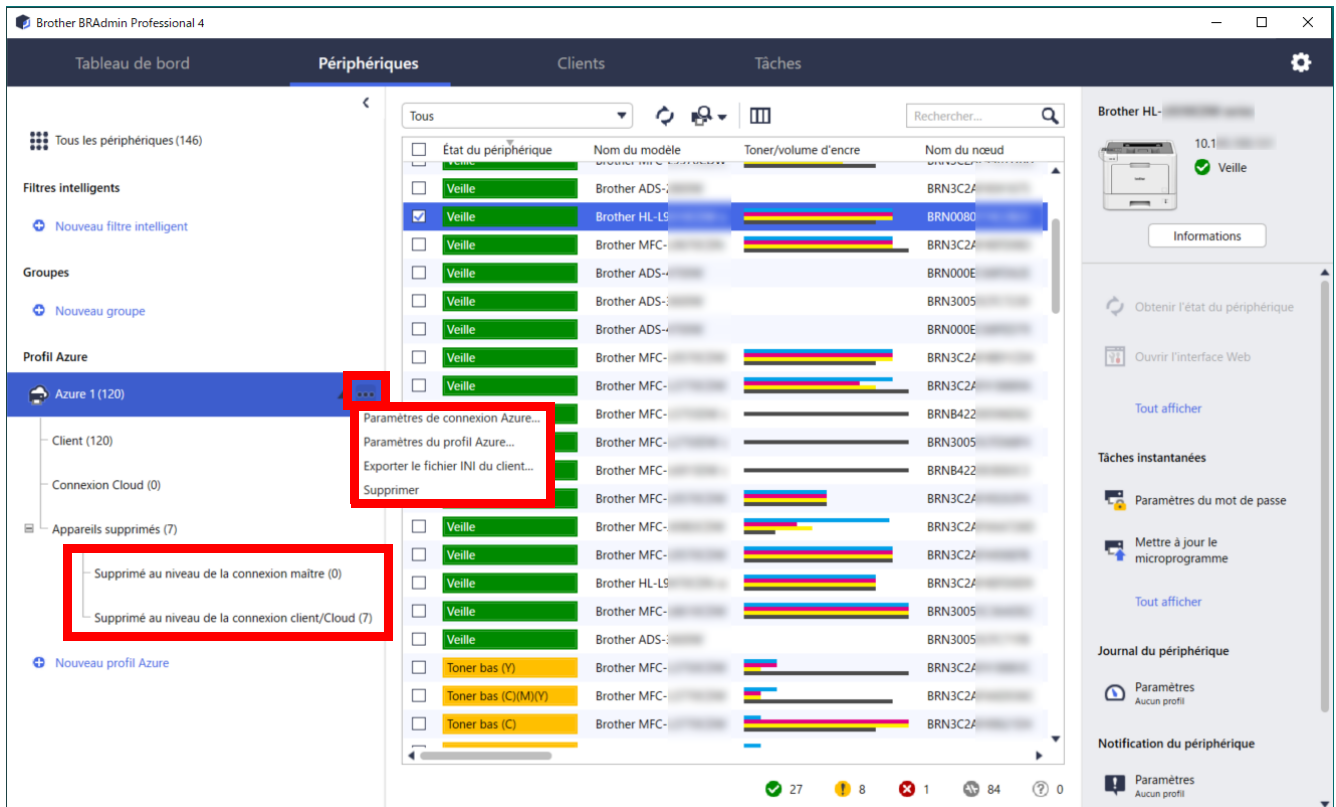 Brother BRAdmin Professional 4
Tableau de bord
Périphériques
Clients
Tâches
Tous les périphériques (146)
Filtres intelligents
Nouveau filtre intelligent
Groupes
Nouveau groupe
Profil Azure
Azure 1 (120)
Client (120)
Connexion Cloud (0)
Appareils supprimés (7)
Supprimé au niveau de la connexion maître (0)
Supprimé au niveau de la connexion client/Cloud (7)
Nouveau profil Azure
Paramètres de connexion Azure...
Paramètres du profil Azure...
Exporter le fichier INI du client...
Supprimer
Tous
Rechercher...
État du périphérique Nom du modèle Toner/volume d'encre Nom du nœud
Veille Brother ADS- BRN3C2A
Veille Brother HL-L9 BRN0080
Veille Brother MFC- BRN3C2A
Veille Brother ADS- BRN000E
Veille Brother ADS- BRN3005
Veille Brother ADS- BRN000E
Veille Brother MFC- BRN3C2A
Veille Brother MFC- BRN3C2A
Brother MFC- BRNB422
Brother MFC- BRN3005
Brother MFC- BRNB422
Brother MFC- BRN3C2A
Veille Brother MFC- BRN3C2A
Veille Brother MFC- BRN3C2A
Veille Brother HL-L9 BRN3C2A
Veille Brother MFC- BRN3005
Veille Brother ADS- BRN3005
Toner bas (Y) Brother MFC- BRN3C2A
Toner bas (C)(M)(Y) Brother MFC- BRN3C2A
Toner bas (C) Brother MFC- BRN3C2A
27 8 1 84 0
Brother HL-
10.1
Veille
Informations
Obtenir l'état du périphérique
Ouvrir l'interface Web
Tout afficher
Tâches instantanées
Paramètres du mot de passe
Mettre à jour le
microprogramme
Tout afficher
Journal du périphérique
Paramètres
Aucun profil
Notification du périphérique
Paramètres
Aucun profil